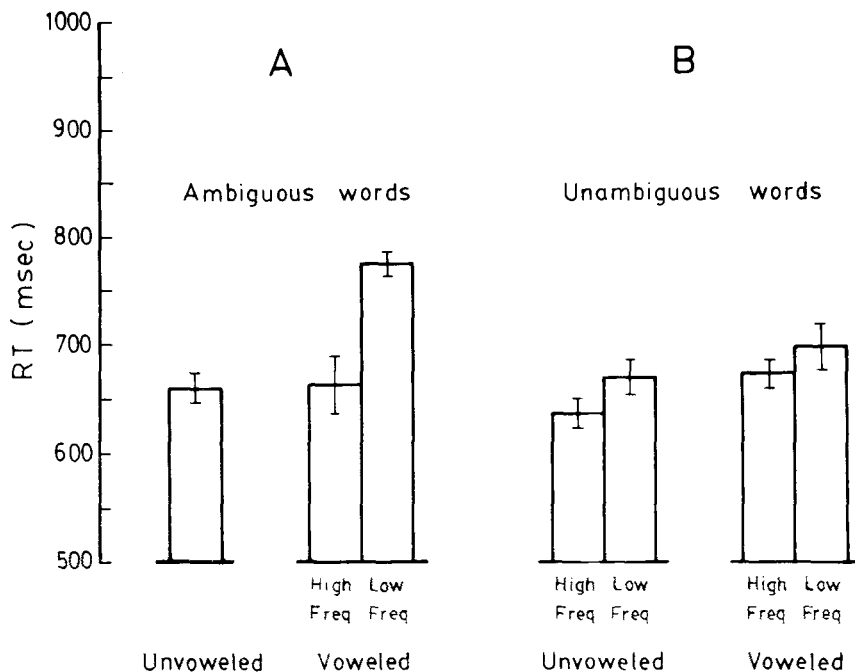 1000
900
800
700
600
500
RT (msec)
A
Ambiguous words
High Low
Freq Freq
Unvoweled Voweled
B
Unambiguous words
High Low
Freq Freq
High Low
Freq Freq
Unvoweled Voweled